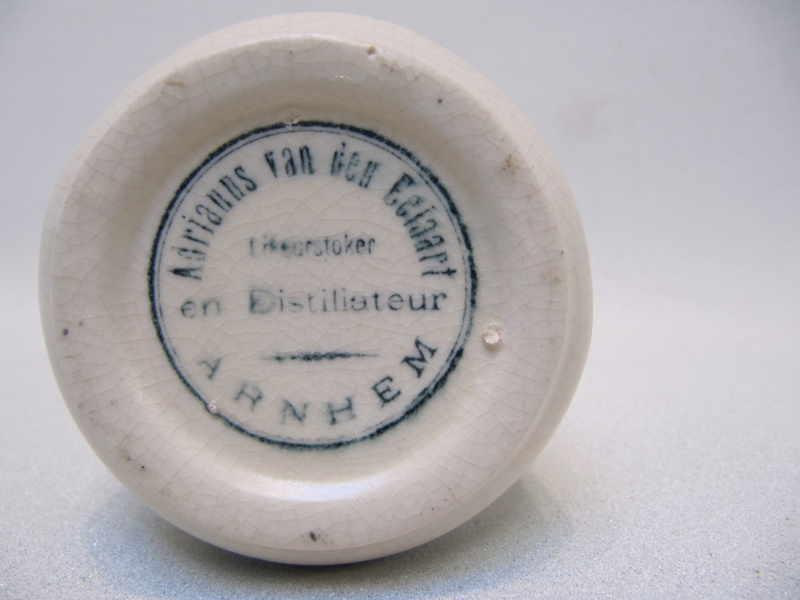 Adrianus van den Eelaart
Likeurstoker
en Distillateur
ARNHEM